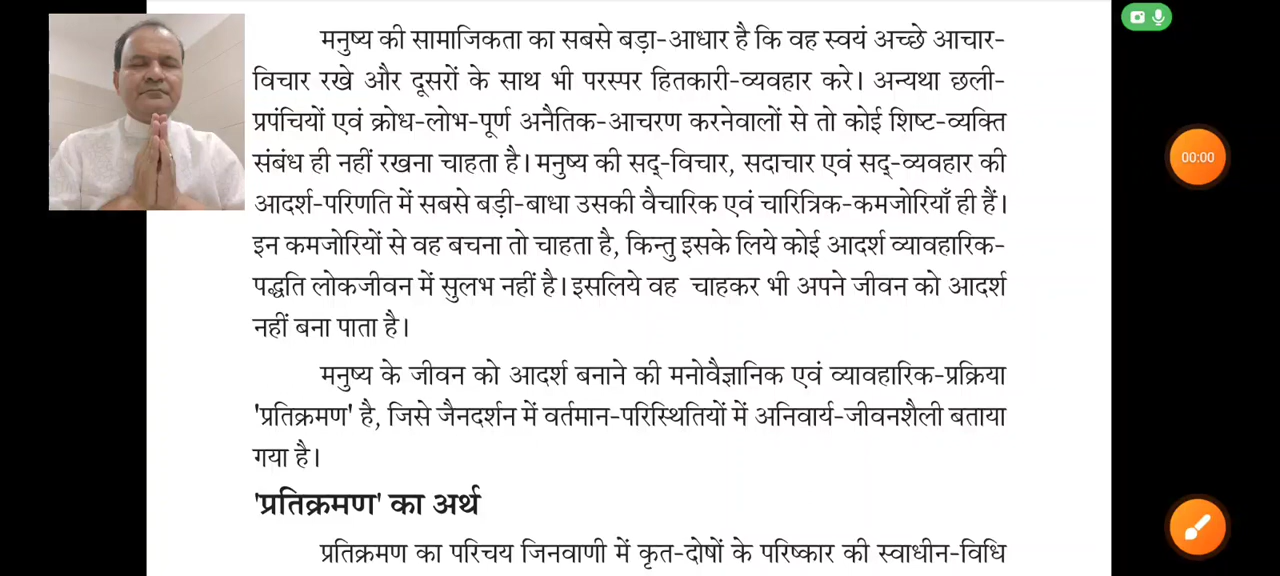 मनुष्य की सामाजिकता का सबसे बड़ा-आधार है कि वह स्वयं अच्छे आचार-
विचार रखे और दूसरों के साथ भी परस्पर हितकारी-व्यवहार करे। अन्यथा छली-
प्रपंचियों एवं क्रोध-लोभ-पूर्ण अनैतिक-आचरण करनेवालों से तो कोई शिष्ट-व्यक्ति
संबंध ही नहीं रखना चाहता है। मनुष्य की सद्-विचार, सदाचार एवं सद्-व्यवहार की
आदर्श-परिणति में सबसे बड़ी-बाधा उसकी वैचारिक एवं चारित्रिक-कमजोरियाँ ही हैं।
इन कमजोरियों से वह बचना तो चाहता है, किन्तु इसके लिये कोई आदर्श व्यावहारिक-
पद्धति लोकजीवन में सुलभ नहीं है। इसलिये वह चाहकर भी अपने जीवन को आदर्श
नहीं बना पाता है।
मनुष्य के जीवन को आदर्श बनाने की मनोवैज्ञानिक एवं व्यावहारिक-प्रक्रिया
'प्रतिक्रमण' है, जिसे जैनदर्शन में वर्तमान-परिस्थितियों में अनिवार्य-जीवनशैली बताया
गया है।
'प्रतिक्रमण' का अर्थ
प्रतिक्रमण का परिचय जिनवाणी में कृत-दोषों के परिष्कार की स्वाधीन-विधि
00:00